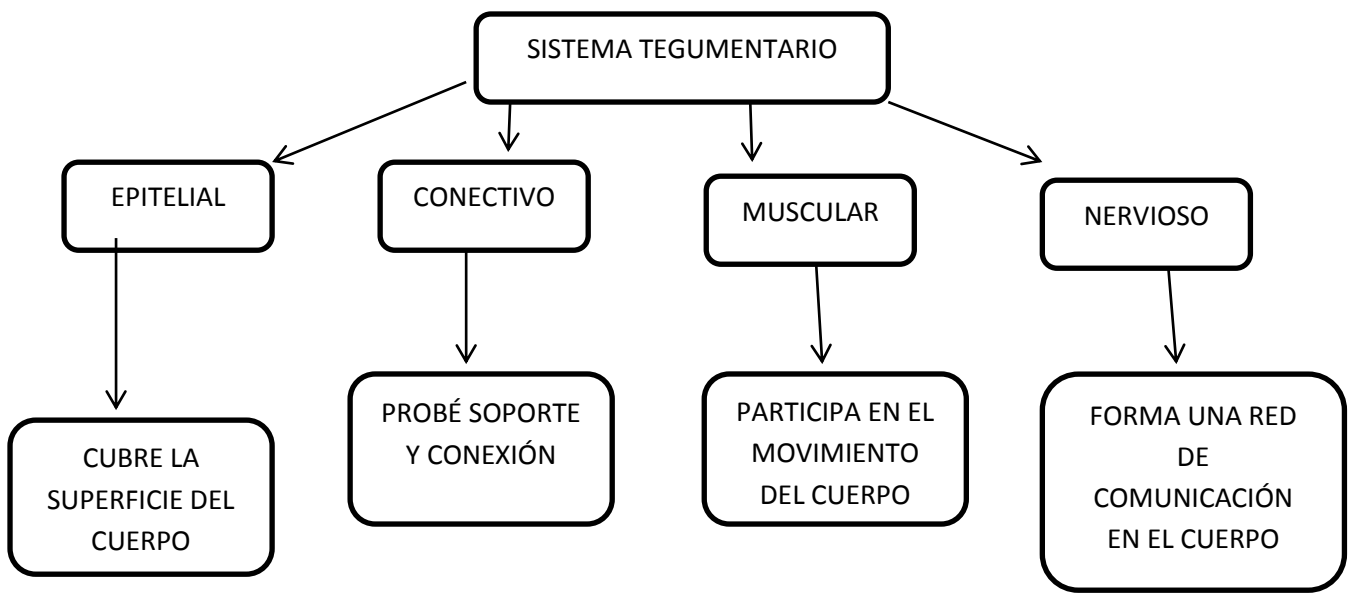 SISTEMA TEGUMENTARIO
EPITELIAL
CONECTIVO
MUSCULAR
NERVIOSO
CUBRE LA
SUPERFICIE DEL
CUERPO
PROBÉ SOPORTE
Y CONEXIÓN
PARTICIPA EN EL
MOVIMIENTO
DEL CUERPO
FORMA UNA RED
DE
COMUNICACIÓN
EN EL CUERPO